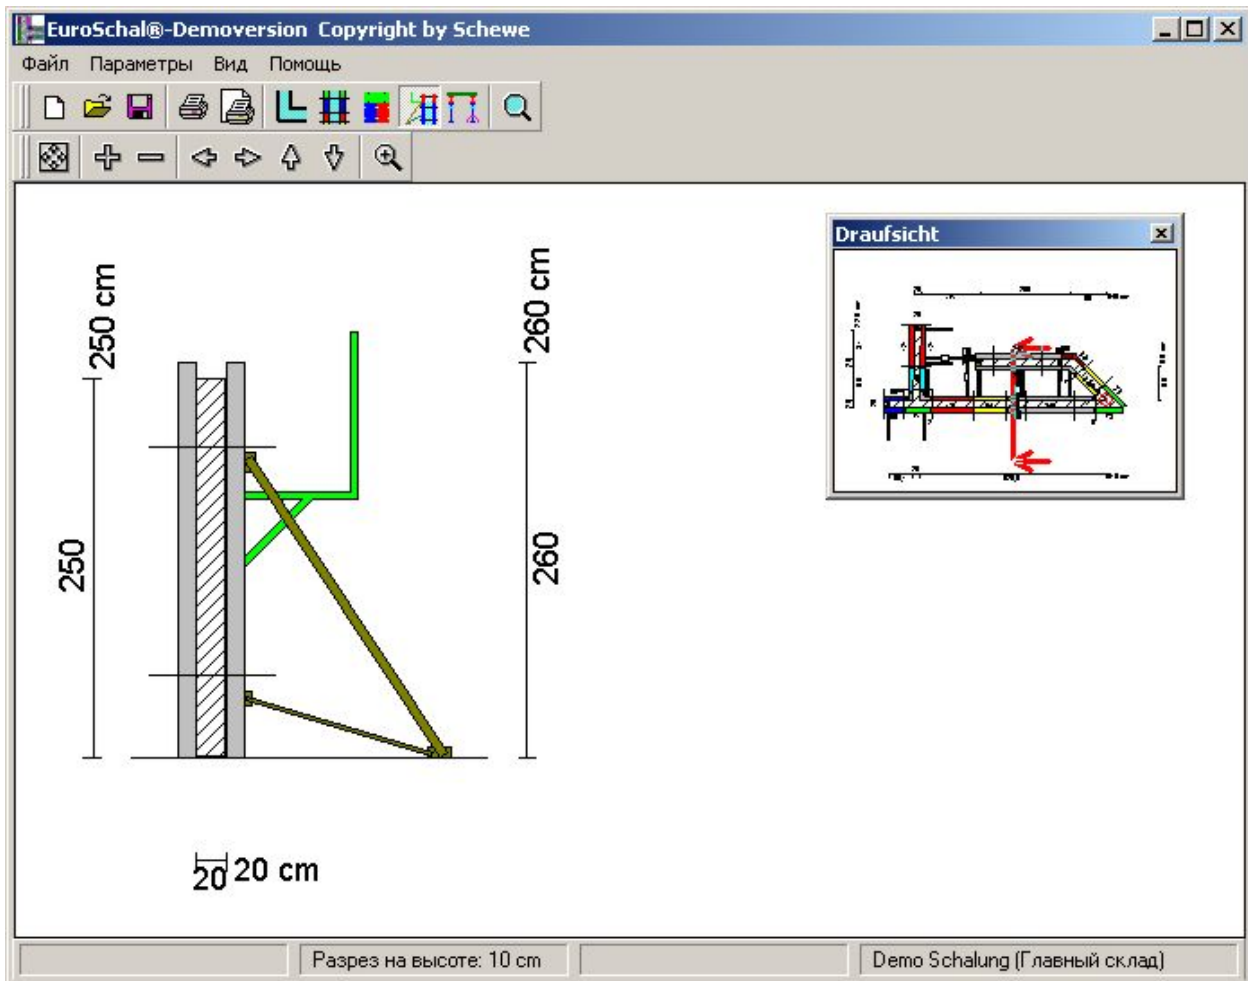 EuroSchal®-Demoversion Copyright by Schewe
Файл Параметры Вид Помощь
Draufsicht
250 cm
260 cm
250
260
20 20 cm
Разрез на высоте: 10 cm
Demo Schalung (Главный склад)